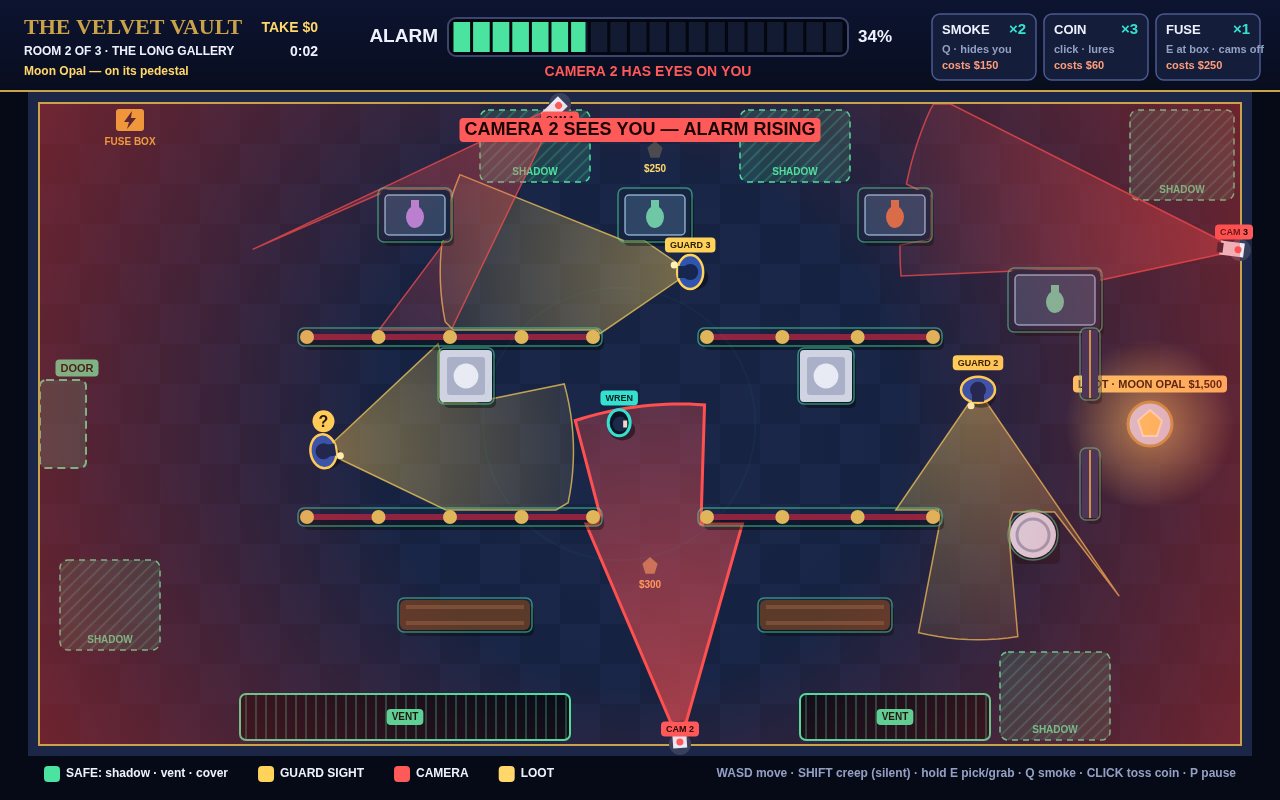 THE VELVET VAULT
TAKE $0
ROOM 2 OF 3 · THE LONG GALLERY
0:02
Moon Opal — on its pedestal
ALARM
34%
CAMERA 2 HAS EYES ON YOU
SMOKE ×2
Q · hides you
costs $150
COIN ×3
click · lures
costs $60
FUSE ×1
E at box · cams off
costs $250
FUSE BOX
CAMERA 2 SEES YOU — ALARM RISING
SHADOW
$250
SHADOW
SHADOW
CAM 3
GUARD 3
GUARD 2
DOOR
MOON OPAL $1,500
WREN
?
$300
SHADOW
VENT
CAM 2
VENT
SHADOW
SAFE: shadow · vent · cover
GUARD SIGHT
CAMERA
LOOT
WASD move · SHIFT creep (silent) · hold E pick/grab · Q smoke · CLICK toss coin · P pause